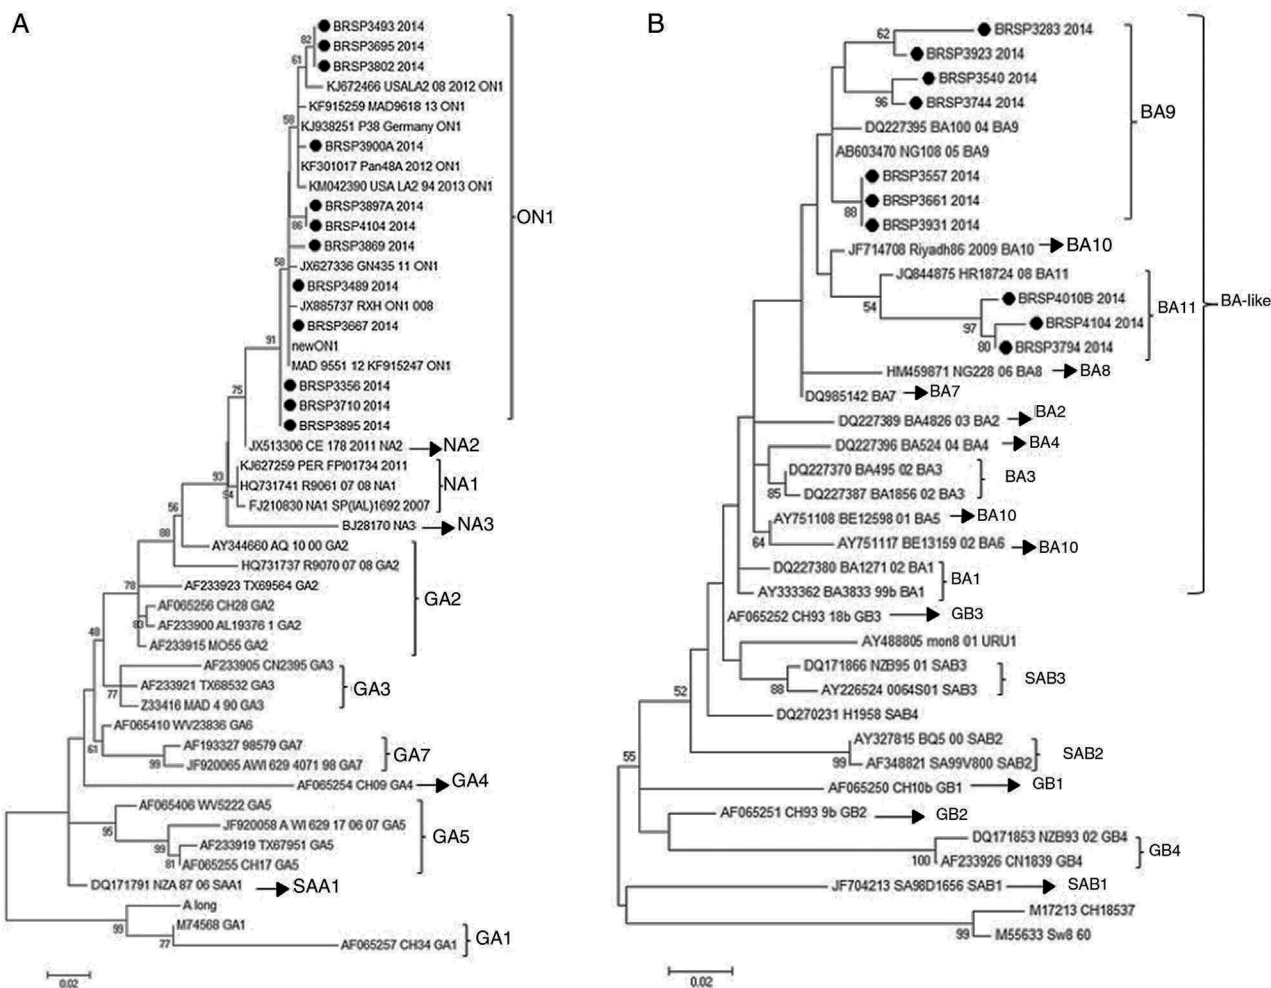 A
BRSP3493 2014
82
BRSP3695 2014
BRSP3802 2014
61
KJ672466 USALA2 08 2012 ON1
KF915259 MAD9618 13 ON1
58
KJ938251 P38 Germany ON1
BRSP3900A 2014
KF301017 Pan48A 2012 ON1
KM042390 USA LA2 94 2013 ON1
BRSP3897A 2014
ON1
86
BRSP4104 2014
BRSP3869 2014
58
JX627336 GN435 11 ON1
BRSP3489 2014
JX885737 RXH ON1 008
BRSP3667 2014
91
newON1
MAD 9551 12 KF915247 ON1
BRSP3356 2014
75
BRSP3710 2014
BRSP3895 2014
JX513306 CE 178 2011 NA2
NA2
KJ627259 PER FPI01734 2011
93
HQ731741 R9061 07 08 NA1
NA1
54
FJ210830 NA1 SP(IAL)1692 2007
56
BJ28170 NA3
NA3
88
AY344660 AQ 10 00 GA2
HQ731737 R9070 07 08 GA2
78
AF233923 TX69564 GA2
GA2
AF065256 CH28 GA2
83
AF233900 AL19376 1 GA2
48
AF233915 MO55 GA2
AF233905 CN2395 GA3
77
AF233921 TX68532 GA3
GA3
Z33416 MAD 4 90 GA3
AF065410 WV23836 GA6
61
AF193327 98579 GA7
GA7
99
JF920065 AWI 629 4071 98 GA7
AF065254 CH09 GA4
GA4
AF065406 WV5222 GA5
95
JF920058 A WI 629 17 06 07 GA5
GA5
99
AF233919 TX67951 GA5
81
AF065255 CH17 GA5
DQ171791 NZA 87 06 SAA1
SAA1
A long
99
M74568 GA1
77
AF065257 CH34 GA1
GA1
0.02
B
62
BRSP3283 2014
BRSP3923 2014
BRSP3540 2014
96
BRSP3744 2014
BA9
DQ227395 BA100 04 BA9
AB603470 NG108 05 BA9
BRSP3557 2014
88
BRSP3661 2014
BRSP3931 2014
JF714708 Riyadh86 2009 BA10
BA10
JQ844875 HR18724 08 BA11
54
BRSP4010B 2014
BA11
BA-like
97
BRSP4104 2014
80
BRSP3794 2014
HM459871 NG228 06 BA8
BA8
DQ985142 BA7
BA7
DQ227389 BA4826 03 BA2
BA2
DQ227396 BA524 04 BA4
BA4
DQ227370 BA495 02 BA3
BA3
85
DQ227387 BA1856 02 BA3
AY751108 BE12598 01 BA5
BA10
64
AY751117 BE13159 02 BA6
BA10
DQ227380 BA1271 02 BA1
BA1
AY333362 BA3833 99b BA1
AF065252 CH93 18b GB3
GB3
AY488805 mon8 01 URU1
DQ171866 NZB95 01 SAB3
SAB3
88
AY226524 0064S01 SAB3
52
DQ270231 H1958 SAB4
AY327815 BQ5 00 SAB2
SAB2
99
AF348821 SA99V800 SAB2
55
AF065250 CH10b GB1
GB1
AF065251 CH93 9b GB2
GB2
DQ171853 NZB93 02 GB4
GB4
100
AF233926 CN1839 GB4
JF704213 SA98D1656 SAB1
SAB1
M17213 CH18537
99
M55633 Sw8 60
0.02